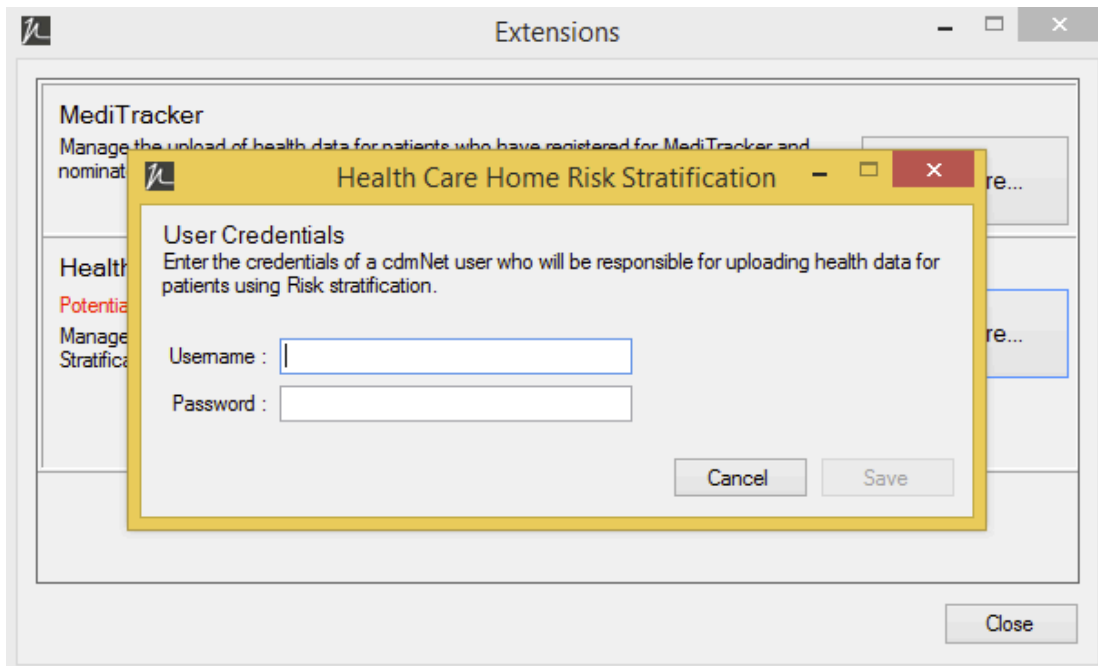 Extensions
MediTracker
Manage the upload of health data for patients who have registered for MediTracker and
nominat
re...
Health Care Home Risk Stratification
User Credentials
Enter the credentials of a cdmNet user who will be responsible for uploading health data for
patients using Risk stratification.
Username :
Password :
Cancel
Save
Health
Potentia
Manage
Stratifica
re...
Close